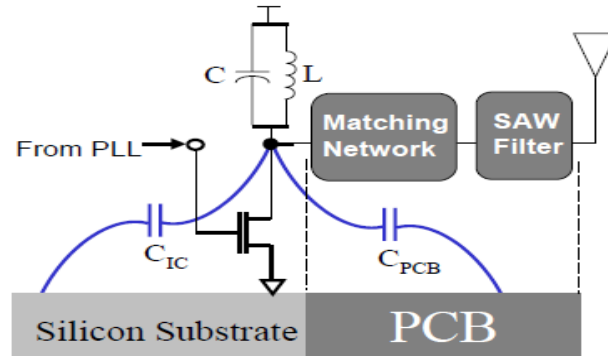 C
L
From PLL
Matching
Network
SAW
Filter
C_IC
C_PCB
Silicon Substrate
PCB